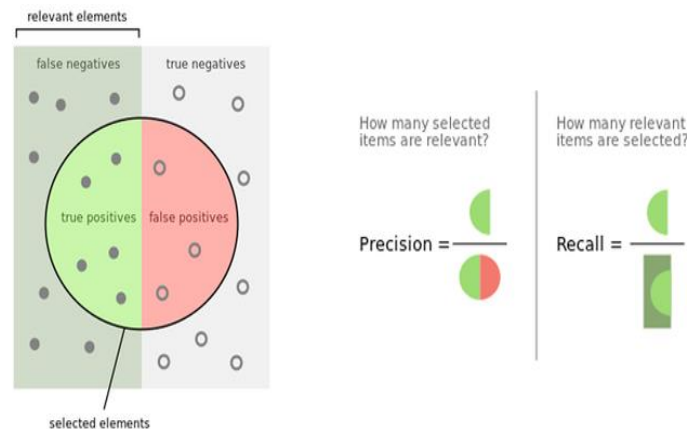 relevant elements
false negatives
true negatives
true positives
false positives
selected elements
How many selected
items are relevant?
Precision =
How many relevant
items are selected?
Recall =